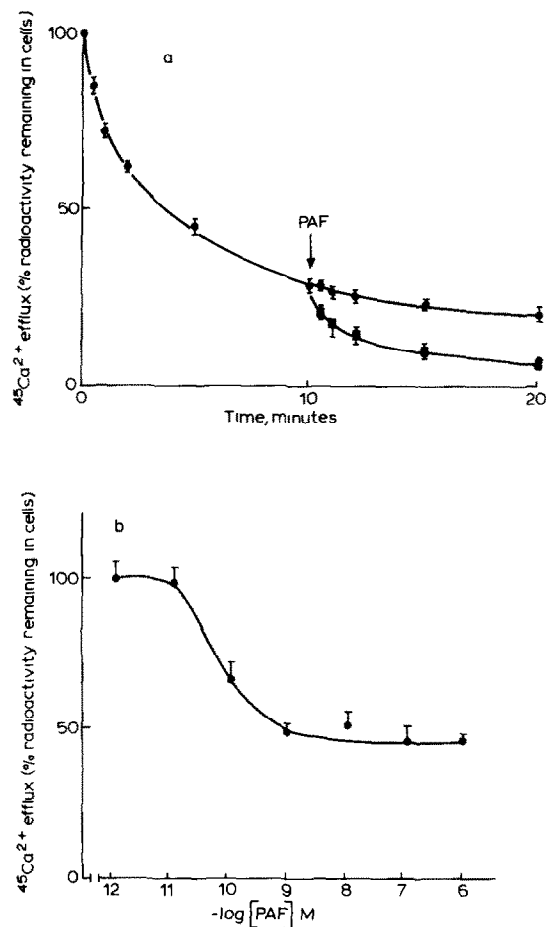 a
⁴⁵Ca²⁺ efflux (% radioactivity remaining in cells)
100
50
0
PAF
0
10
20
Time, minutes
b
⁴⁵Ca²⁺ efflux (% radioactivity remaining in cells)
100
50
0
12 11 10 9 8 7 6
-log [PAF] M